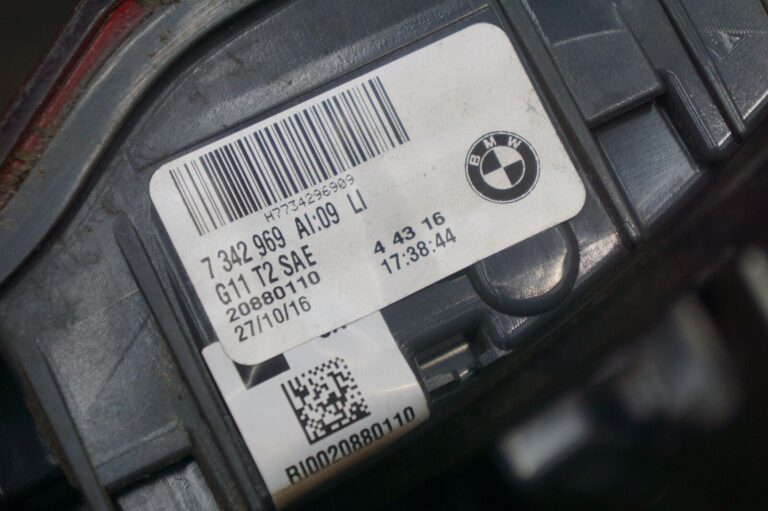 H7734296909
7 342 969 AI:09 LI
G11 T2 SAE
20880110
27/10/16
4 43 16
17:38:44
BMW
BI0020880110